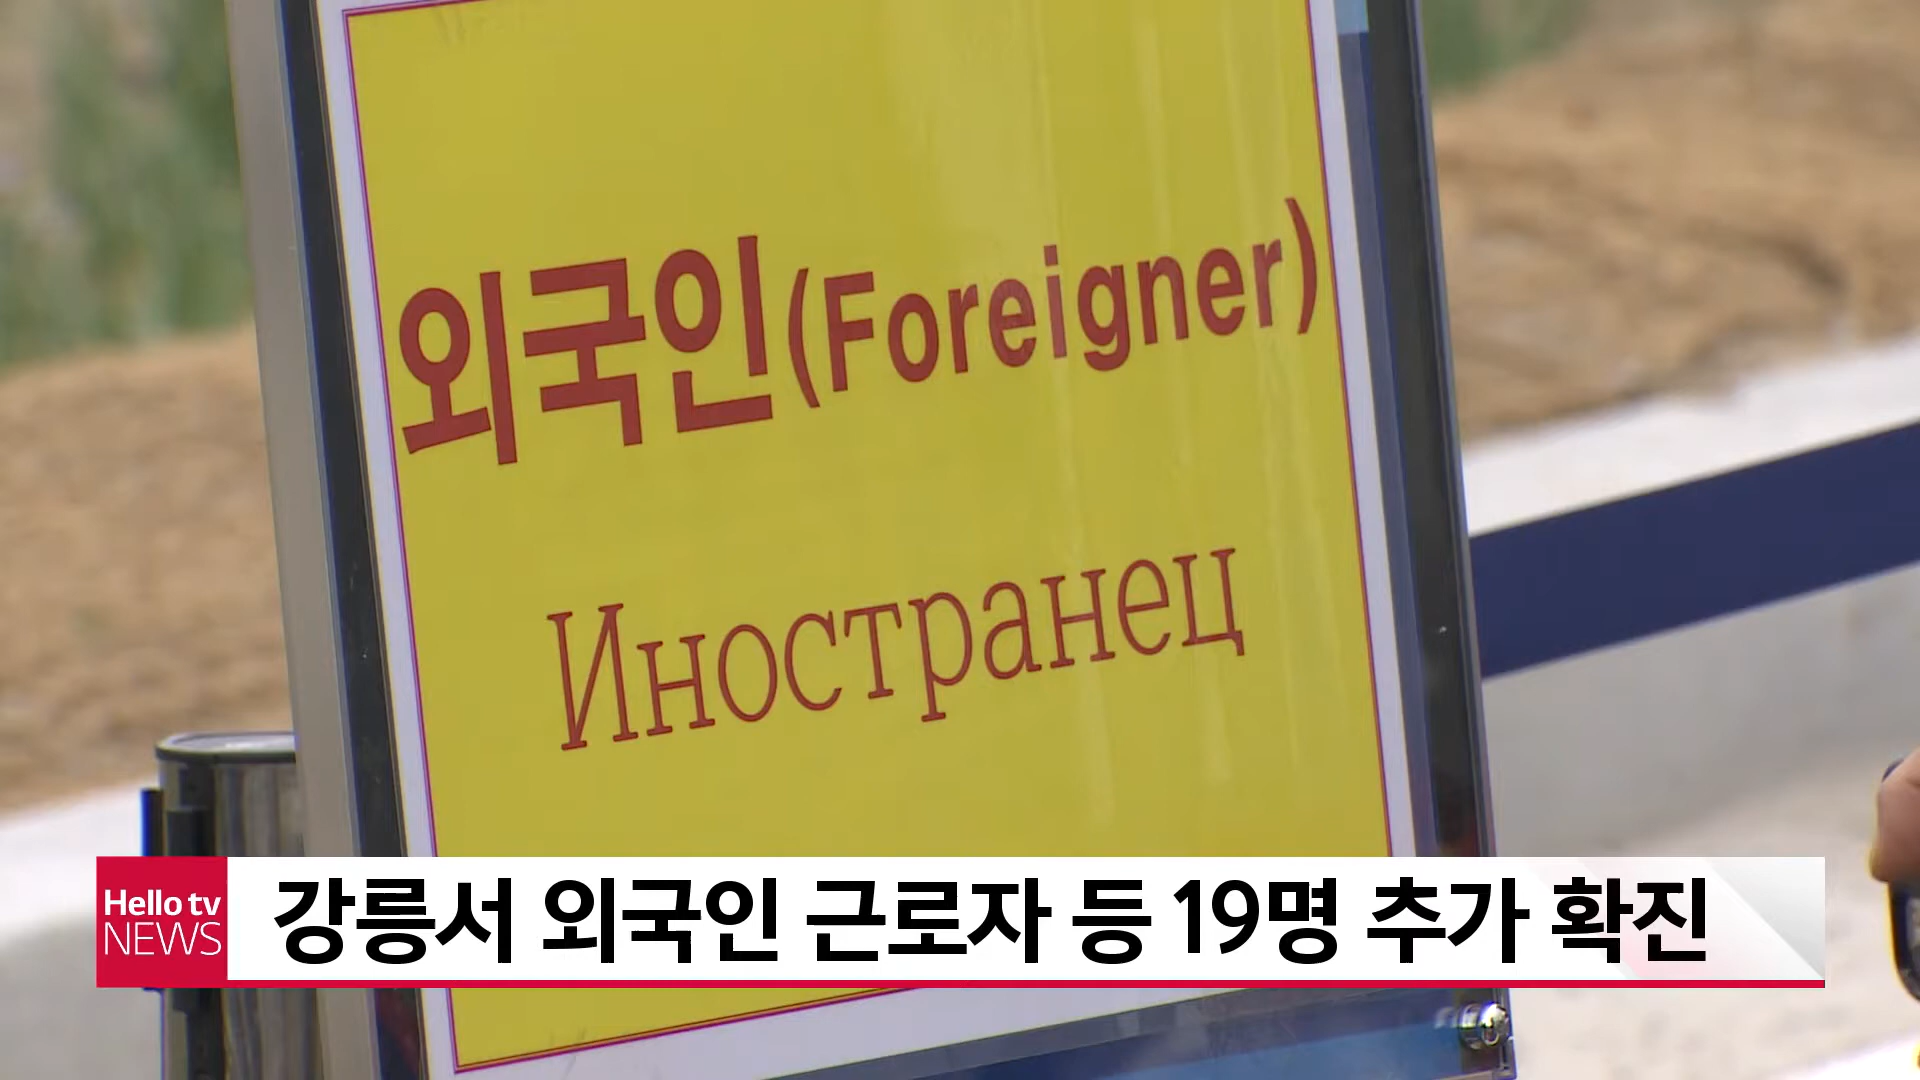 외국인(Foreigner)
Иностранец
Hello tv
NEWS
강릉서 외국인 근로자 등 19명 추가 확진